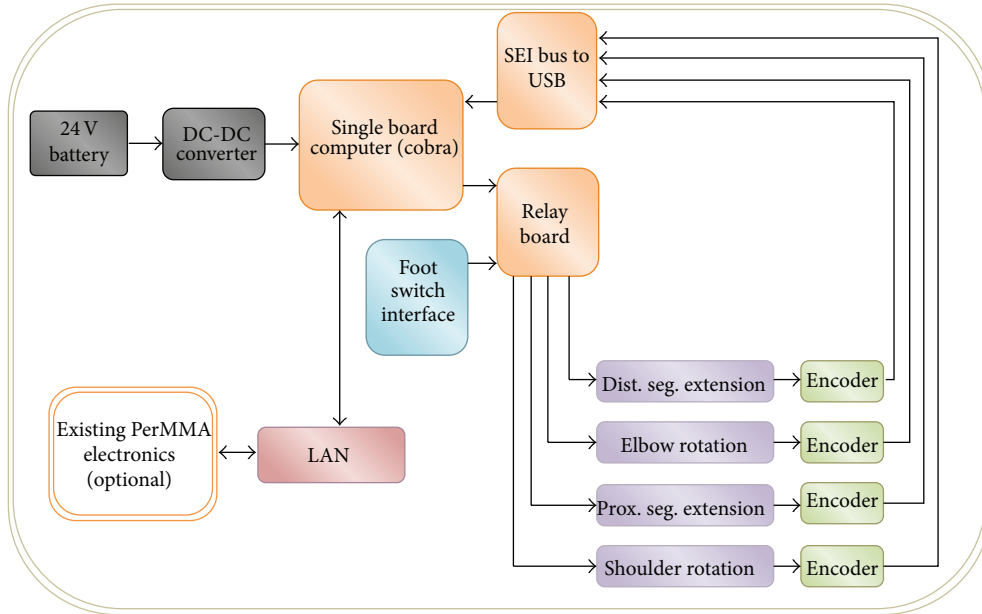 SEI bus to
USB
24 V
battery
DC-DC
converter
Single board
computer (cobra)
Relay
board
Foot
switch
interface
Dist. seg. extension
Encoder
Elbow rotation
Encoder
Prox. seg. extension
Encoder
Shoulder rotation
Encoder
Existing PerMMA
electronics
(optional)
LAN